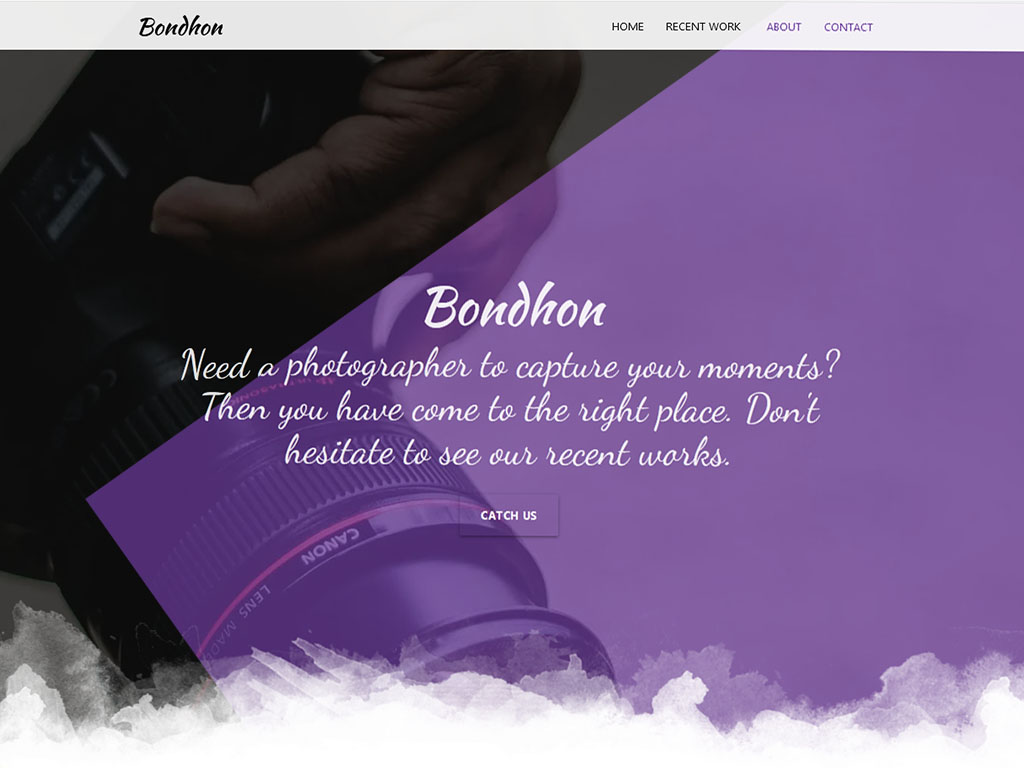 Bondhon
HOME RECENT WORK ABOUT CONTACT
Bondhon
Need a photographer to capture your moments?
Then you have come to the right place. Don't
hesitate to see our recent works.
CATCH US
CANON
LENS